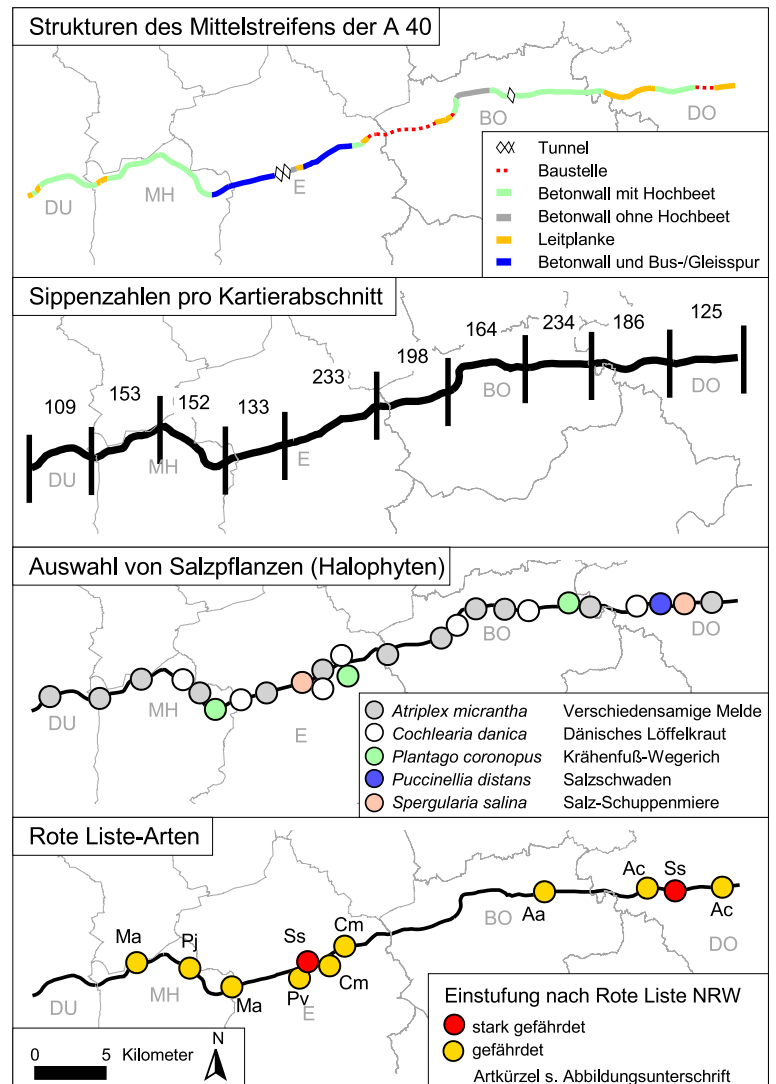 Strukturen des Mittelstreifens der A 40
DU
MH
E
BO
DO
Tunnel
Baustelle
Betonwall mit Hochbeet
Betonwall ohne Hochbeet
Leitplanke
Betonwall und Bus-/Gleisspur
Sippenzahlen pro Kartierabschnitt
109
153
152
133
233
198
164
234
186
125
DU
MH
E
BO
DO
Auswahl von Salzpflanzen (Halophyten)
DU
MH
E
BO
DO
Atriplex micrantha Verschiedensamige Melde
Cochlearia danica Dänisches Löffelkraut
Plantago coronopus Krähenfuß-Wegerich
Puccinellia distans Salzschwaden
Spergularia salina Salz-Schuppenmiere
Rote Liste-Arten
Ma
Pj
Ma
Ss
Pv
Cm
Cm
Aa
Ac
Ss
Ac
DU
MH
E
BO
DO
Einstufung nach Rote Liste NRW
stark gefährdet
gefährdet
Artkürzel s. Abbildungsunterschrift
0 5 Kilometer
N